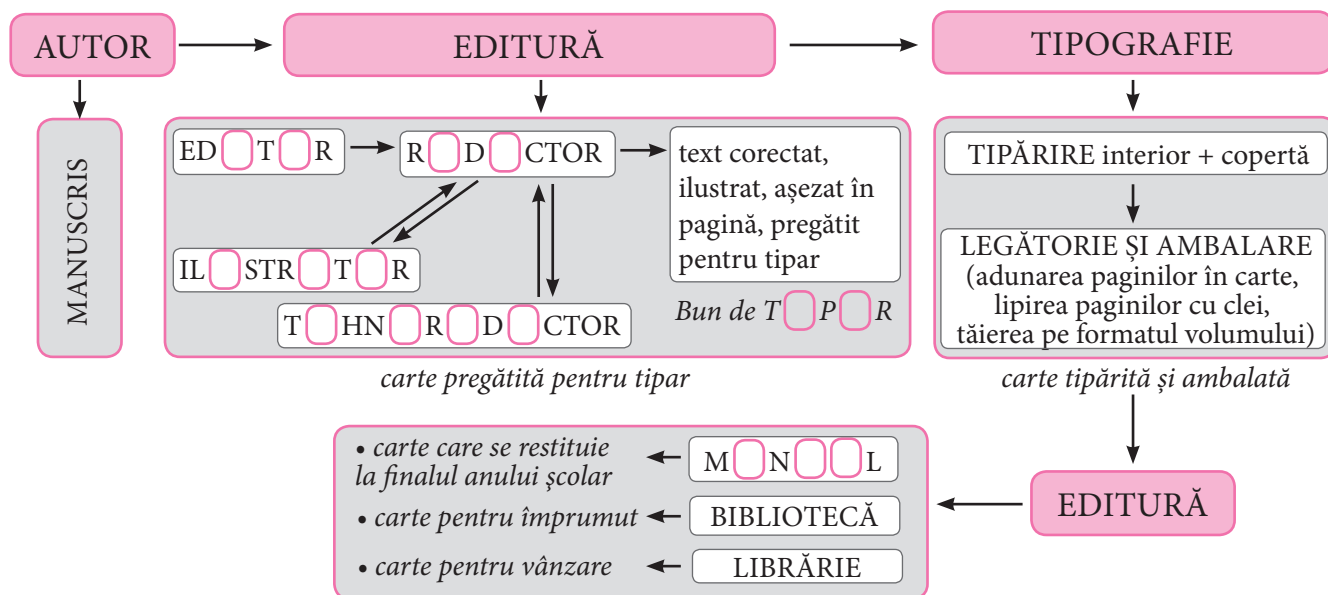 AUTOR
EDITURĂ
TIPOGRAFIE
MANUSCRIS
ED T R
R D CTOR
text corectat,
ilustrat, așezat în
pagină, pregătit
pentru tipar
IL STR T R
T HN R D CTOR
Bun de T P R
carte pregătită pentru tipar
TIPĂRIRE interior + copertă
LEGĂTORIE ȘI AMBALARE
(adunarea paginilor în carte,
lipirea paginilor cu clei,
tăierea pe formatul volumului)
carte tipărită și ambalată
EDITURĂ
• carte care se restituie
la finalul anului școlar
M N L
• carte pentru împrumut
BIBLIOTECĂ
• carte pentru vânzare
LIBRĂRIE